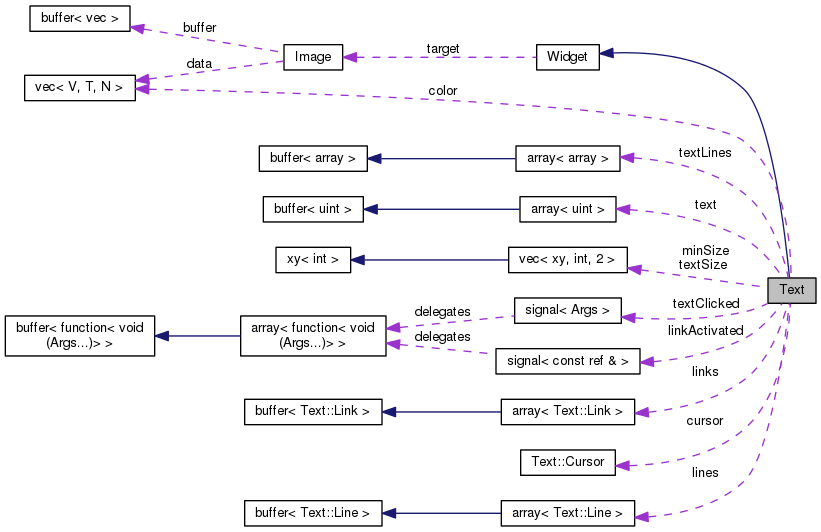 buffer< vec >
buffer
Image
target
Widget
data
vec< V, T, N >
color
buffer< array >
array< array >
textLines
buffer< uint >
array< uint >
text
xy< int >
vec< xy, int, 2 >
minSize
textSize
Text
signal< Args >
textClicked
delegates
buffer< function< void
(Args...)> >
array< function< void
(Args...)> >
linkActivated
delegates
signal< const ref & >
links
buffer< Text::Link >
array< Text::Link >
cursor
Text::Cursor
lines
buffer< Text::Line >
array< Text::Line >